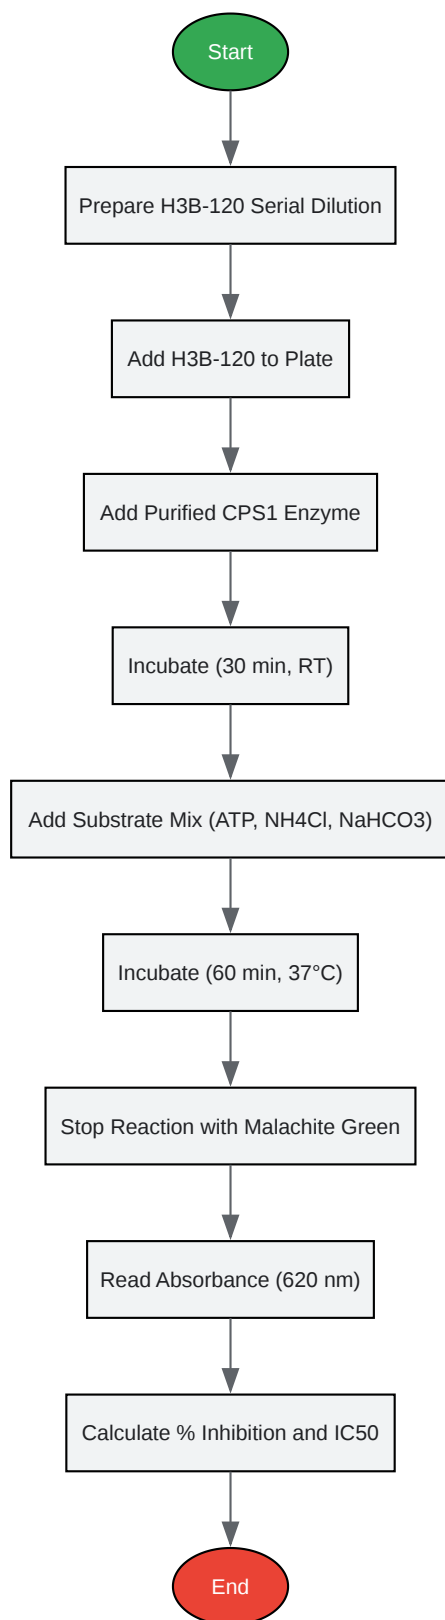 Start
Prepare H3B-120 Serial Dilution
Add H3B-120 to Plate
Add Purified CPS1 Enzyme
Incubate (30 min, RT)
Add Substrate Mix (ATP, NH4Cl, NaHCO3)
Incubate (60 min, 37°C)
Stop Reaction with Malachite Green
Read Absorbance (620 nm)
Calculate % Inhibition and IC50
End